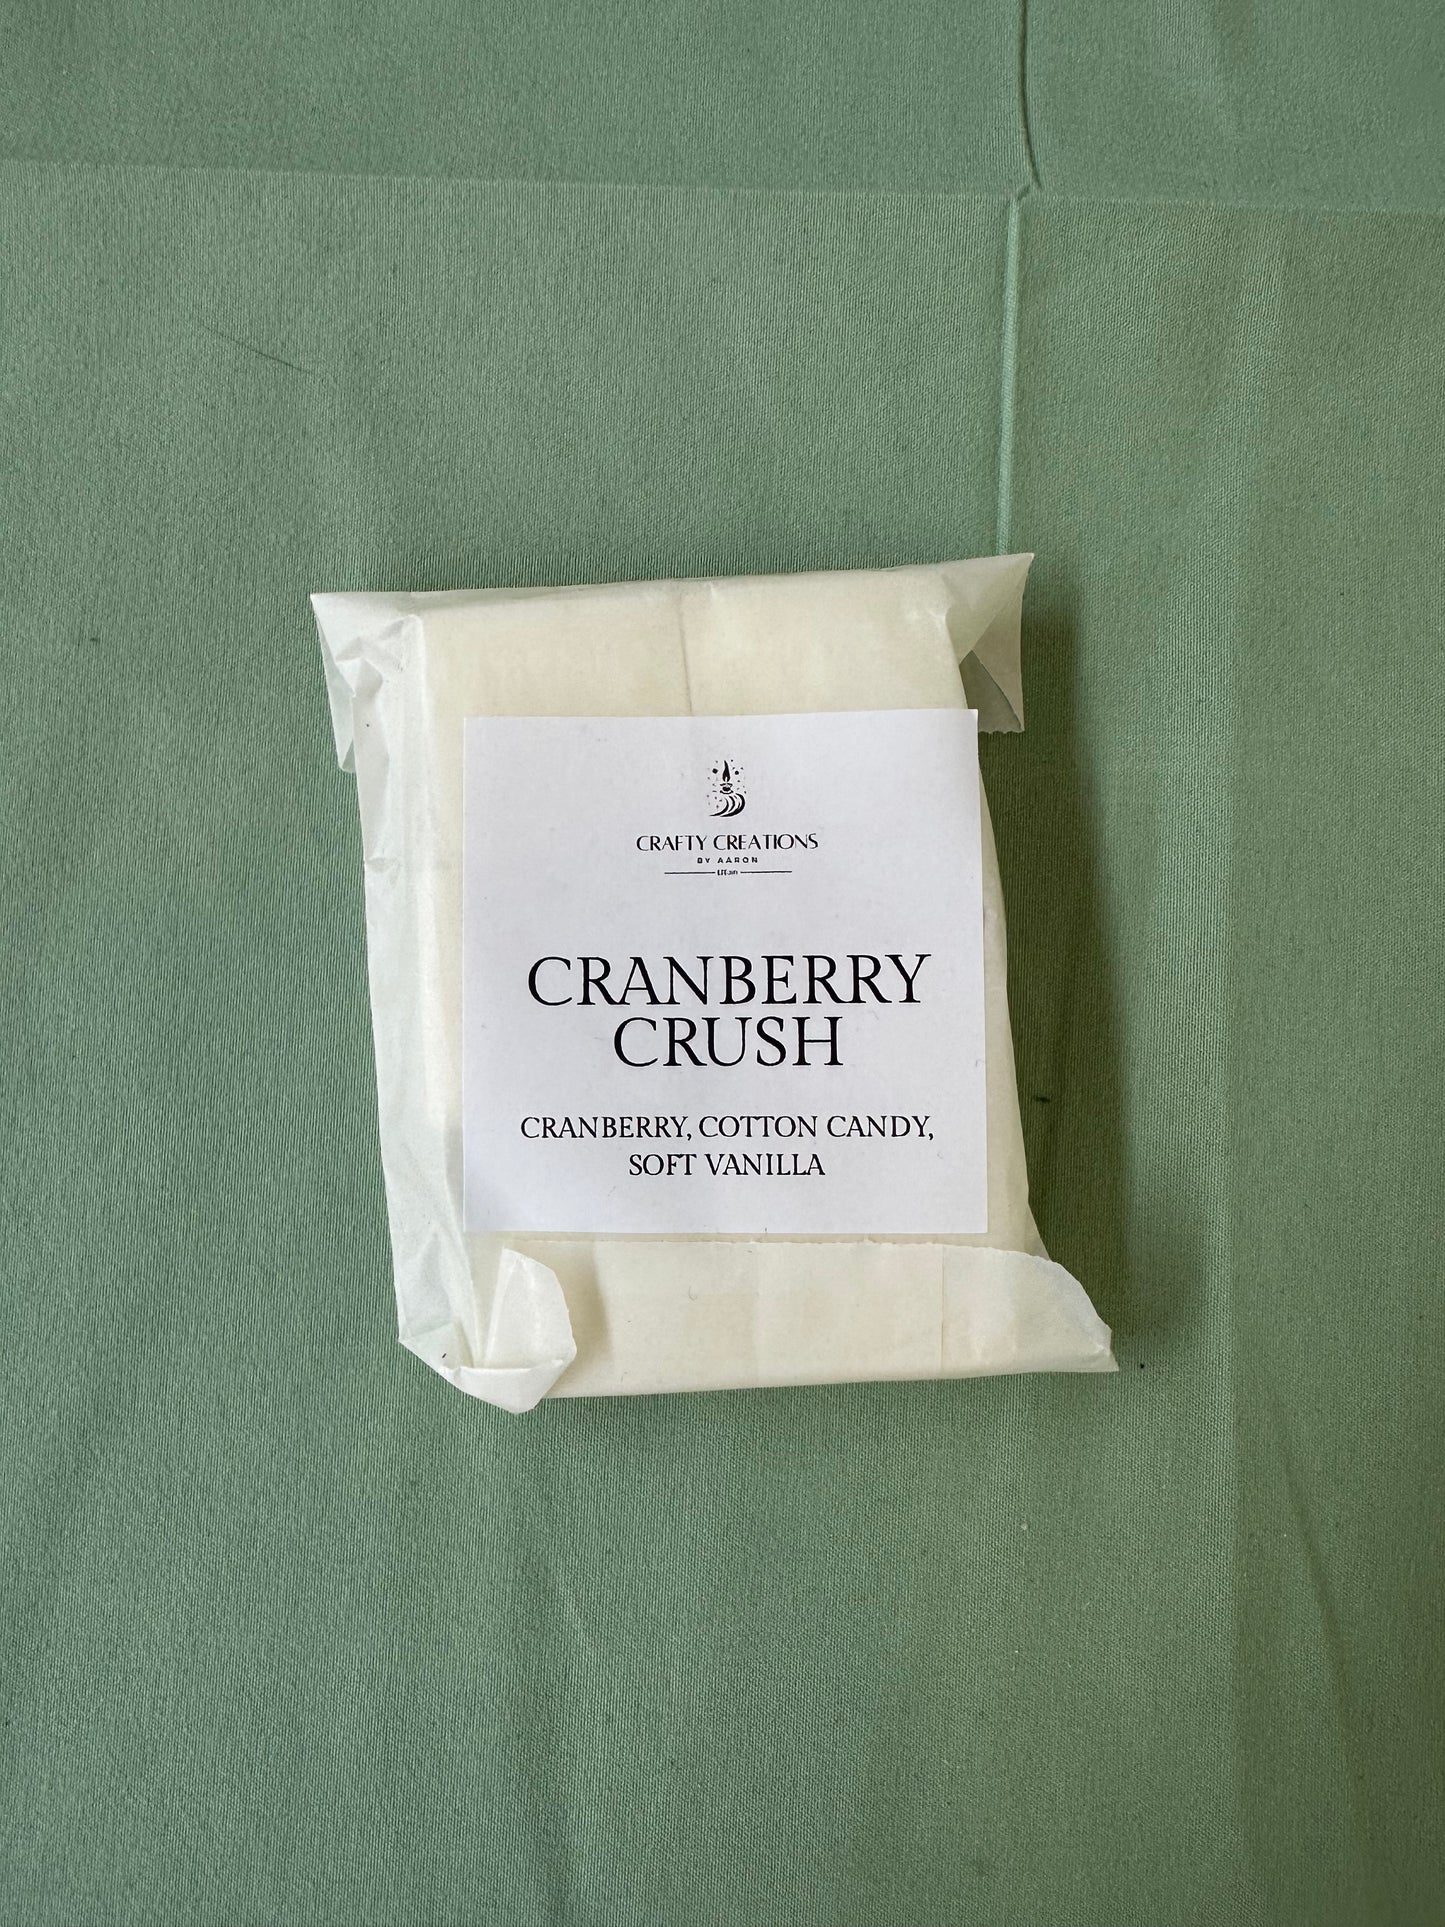 CRAFTY CREATIONS
BY AARON
CRANBERRY
CRUSH
CRANBERRY, COTTON CANDY,
SOFT VANILLA